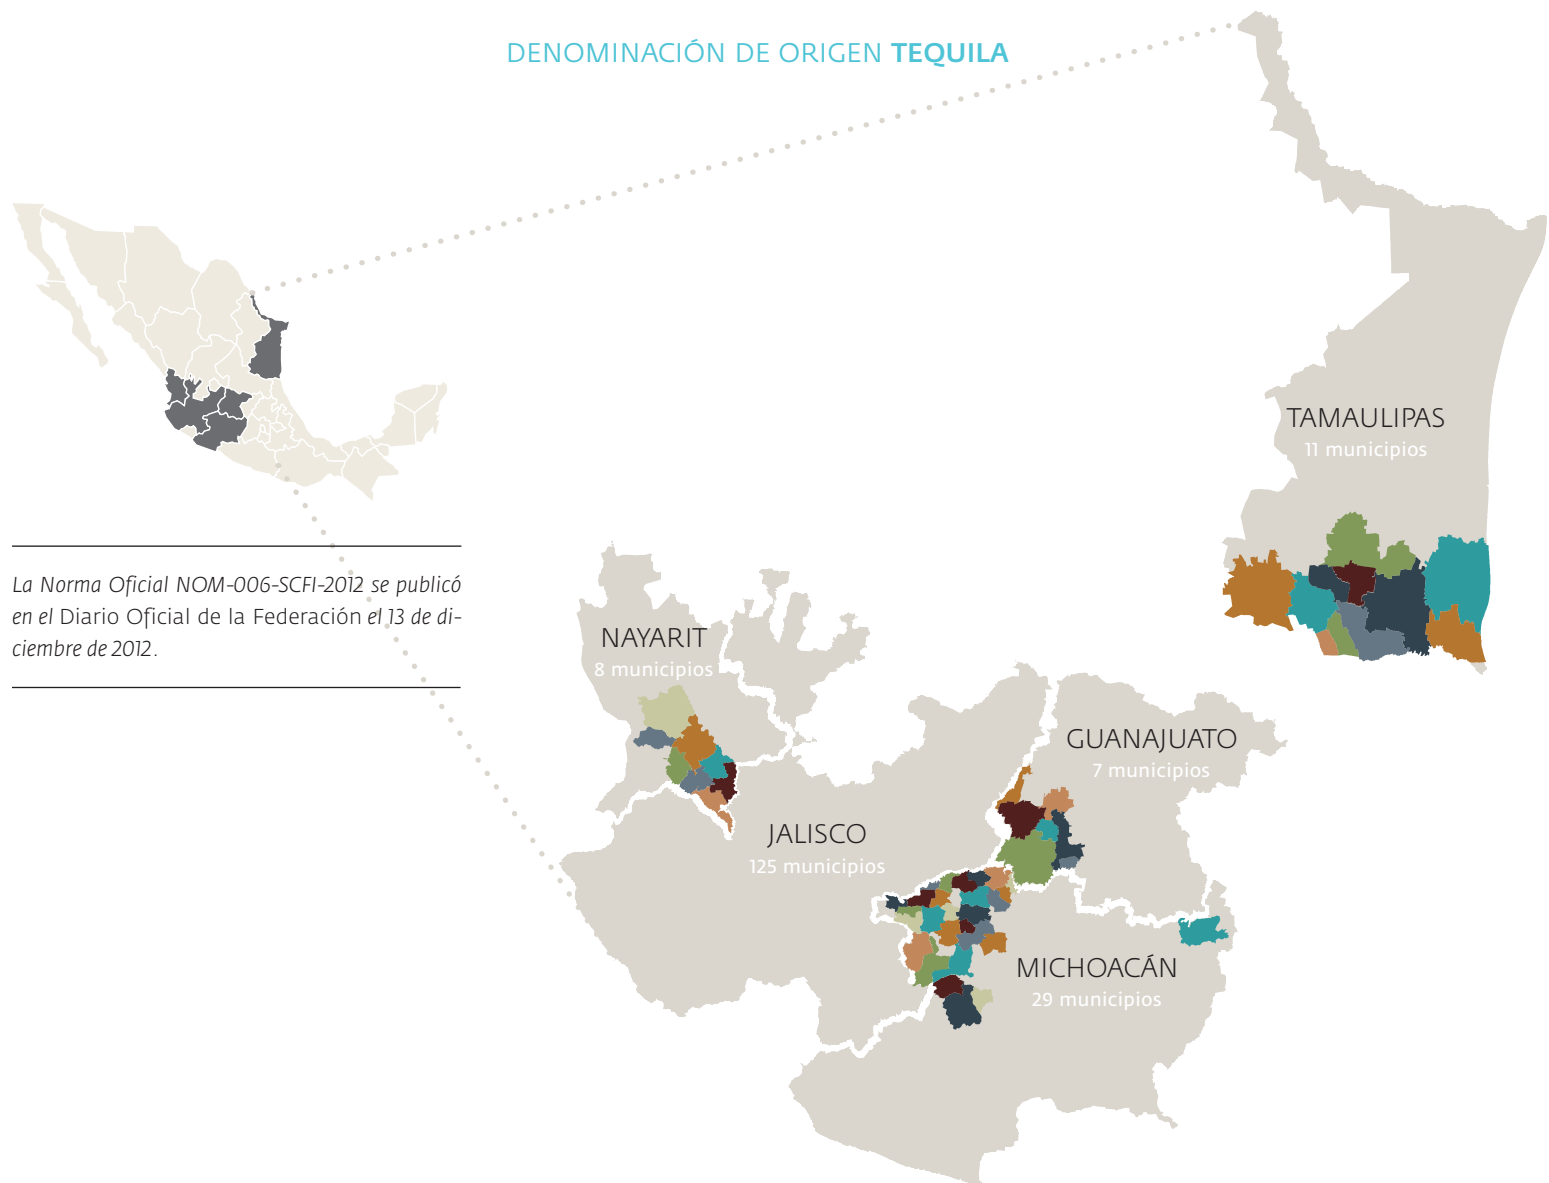 DENOMINACIÓN DE ORIGEN TEQUILA
TAMAULIPAS
11 municipios
La Norma Oficial NOM-006-SCFI-2012 se publicó
en el Diario Oficial de la Federación el 13 de di-
ciembre de 2012.
NAYARIT
8 municipios
GUANAJUATO
7 municipios
JALISCO
125 municipios
MICHOACÁN
29 municipios